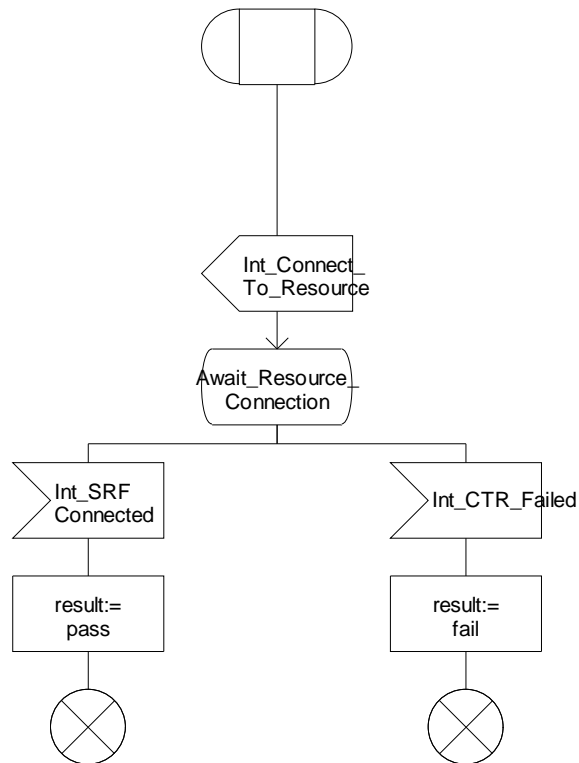 Int_Connect_
To_Resource
Await_Resource_
Connection
Int_SRF
Connected
Int_CTR_Failed
result:=
pass
result:=
fail